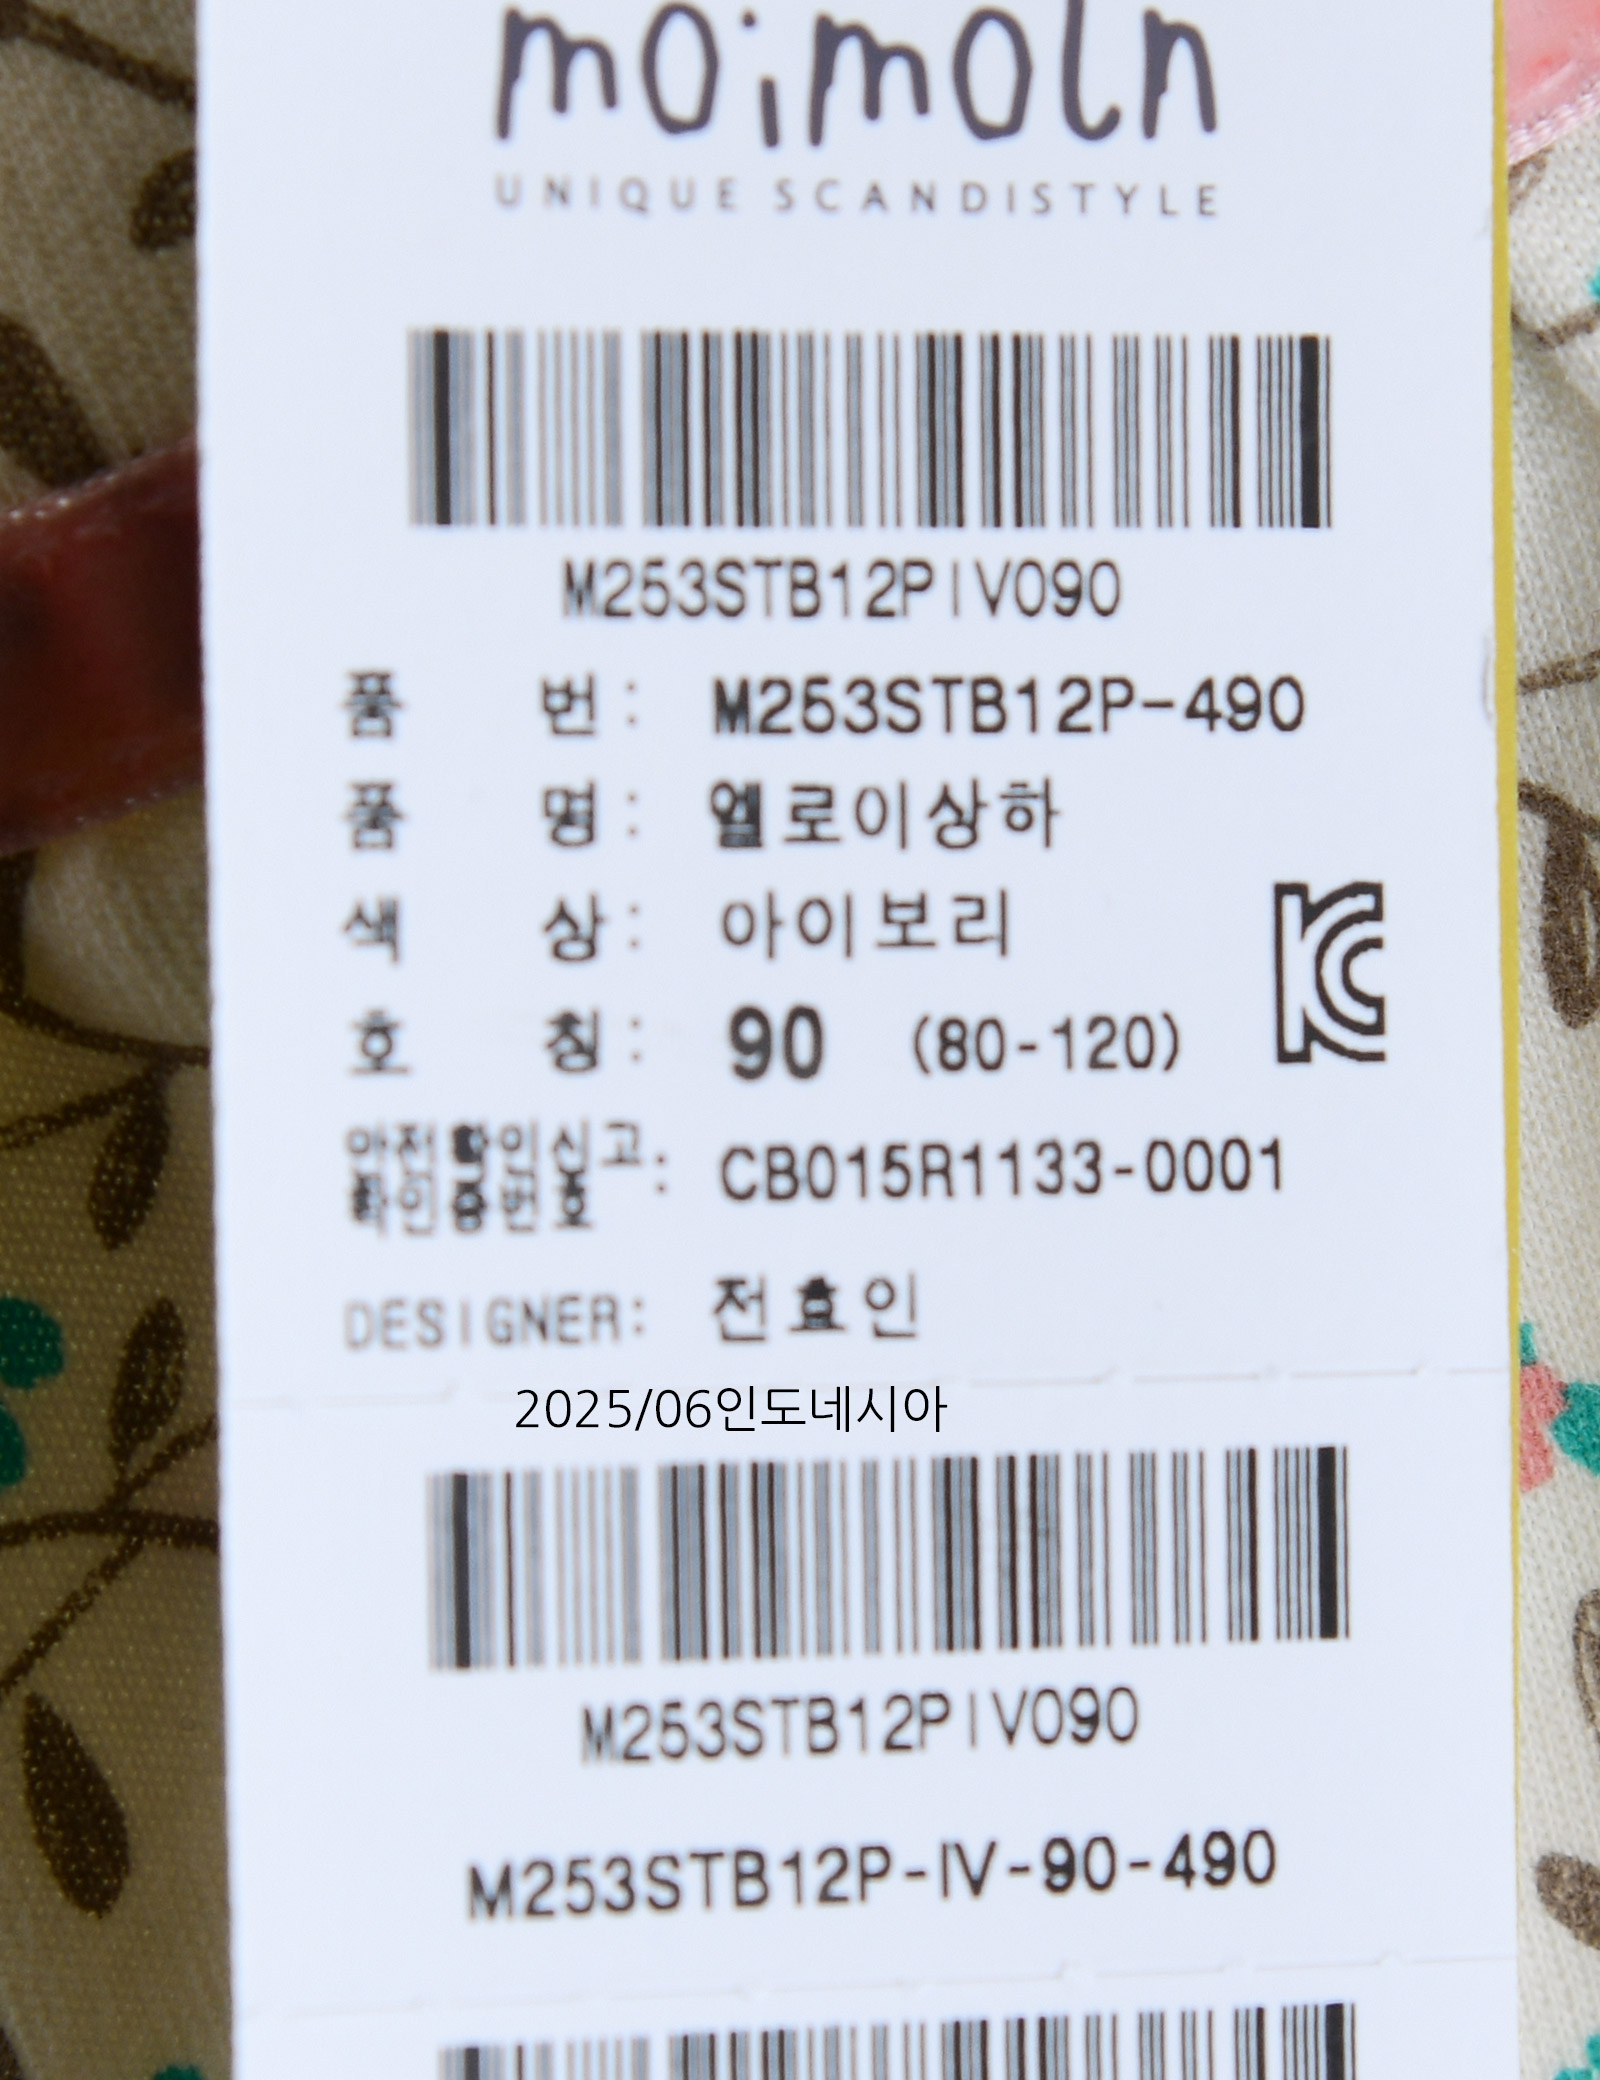 moimoln
UNIQUE SCANDISTYLE
M253STB12PIV090
품 번: M253STB12P-490
품 명: 엘로이상하
색 상: 아이보리
호 칭: 90 (80-120)
안전확인신고
확인증번호: CB015R1133-0001
DESIGNER: 전효인
2025/06인도네시아
M253STB12PIV090
M253STB12P-IV-90-490